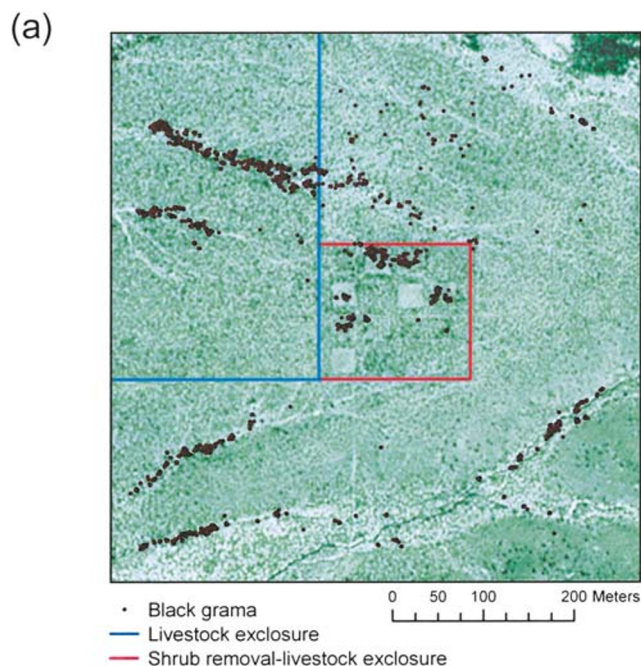 (a)
Black grama
Livestock exclosure
Shrub removal-livestock exclosure
0 50 100 200 Meters